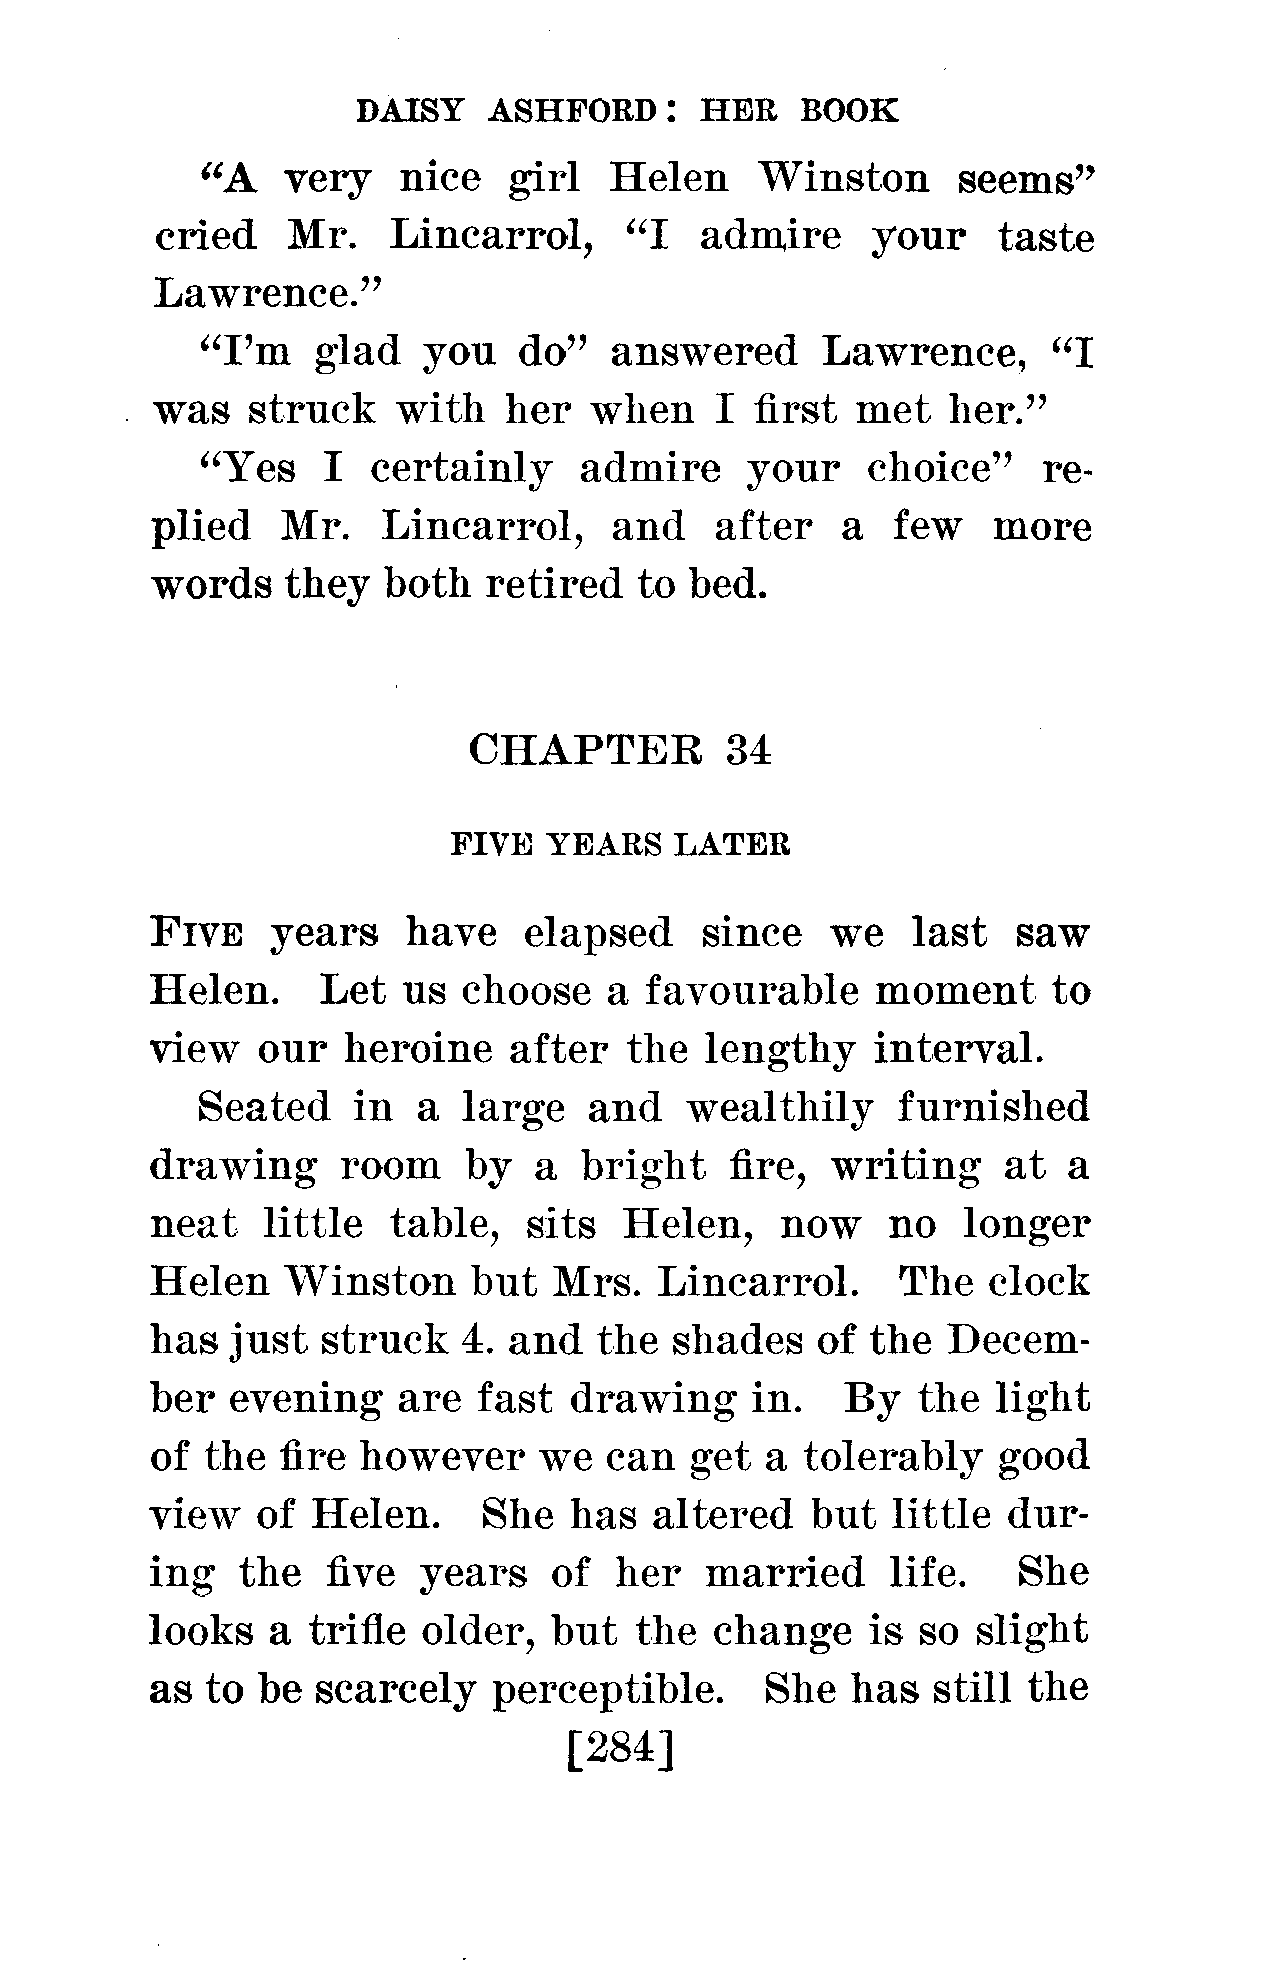 DAISY ASHFORD: HER BOOK
“A very nice girl Helen Winston seems”
cried Mr. Lincarrol, “I admire your taste
Lawrence.”
“I’m glad you do” answered Lawrence, “I
was struck with her when I first met her.”
“Yes I certainly admire your choice” re-
plied Mr. Lincarrol, and after a few more
words they both retired to bed.
CHAPTER 34
FIVE YEARS LATER
FIVE years have elapsed since we last saw
Helen. Let us choose a favourable moment to
view our heroine after the lengthy interval.
Seated in a large and wealthily furnished
drawing room by a bright fire, writing at a
neat little table, sits Helen, now no longer
Helen Winston but Mrs. Lincarrol. The clock
has just struck 4. and the shades of the Decem-
ber evening are fast drawing in. By the light
of the fire however we can get a tolerably good
view of Helen. She has altered but little dur-
ing the five years of her married life. She
looks a trifle older, but the change is so slight
as to be scarcely perceptible. She has still the
[284]